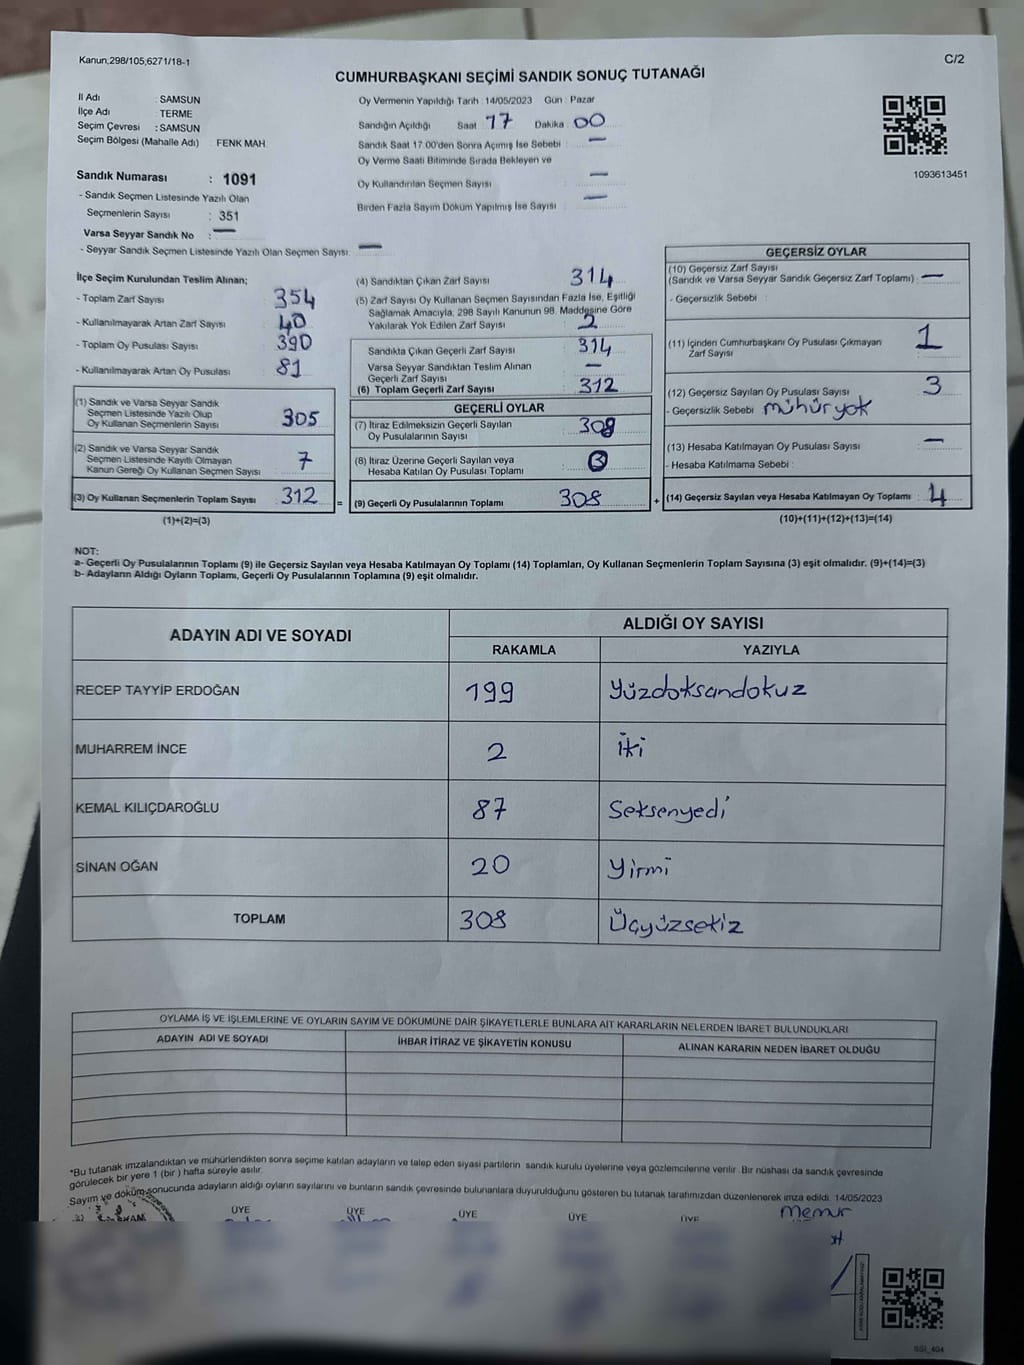 Kanun,298/105,6271/18-1
C/2
CUMHURBAŞKANI SEÇİMİ SANDIK SONUÇ TUTANAĞI
İl Adı : SAMSUN
İlçe Adı : TERME
Seçim Çevresi : SAMSUN
Seçim Bölgesi (Mahalle Adı) : FENK MAH.
Sandık Numarası : 1091
- Sandık Seçmen Listesinde Yazılı Olan
Seçmenlerin Sayısı : 351
Varsa Seyyar Sandık No : —
- Seyyar Sandık Seçmen Listesinde Yazılı Olan Seçmen Sayısı : —
Oy Vermenin Yapıldığı Tarih : 14/05/2023 Gün : Pazar
Sandığın Açıldığı Saat 17 Dakika 00
Sandık Saat 17.00'den Sonra Açımış İse Sebebi : —
Oy Verme Saati Bitiminde Sırada Bekleyen ve
Oy Kullandırılan Seçmen Sayısı : —
Birden Fazla Sayım Döküm Yapılmış İse Sayısı : —
1093613451
İlçe Seçim Kurulundan Teslim Alınan;
- Toplam Zarf Sayısı : 354
- Kullanılmayarak Artan Zarf Sayısı : 40
- Toplam Oy Pusulası Sayısı : 390
- Kullanılmayarak Artan Oy Pusulası : 81
(1) Sandık ve Varsa Seyyar Sandık
Seçmen Listesinde Yazılı Olup
Oy Kullanan Seçmenlerin Sayısı 305
(2) Sandık ve Varsa Seyyar Sandık
Seçmen Listesinde Kayıtlı Olmayan
Kanun Gereği Oy Kullanan Seçmen Sayısı 7
(3) Oy Kullanan Seçmenlerin Toplam Sayısı : 312 =
(1)+(2)=(3)
(4) Sandıktan Çıkan Zarf Sayısı : 314
(5) Zarf Sayısı Oy Kullanan Seçmen Sayısından Fazla İse, Eşitliği
Sağlamak Amacıyla, 298 Sayılı Kanunun 98. Maddesine Göre
Yakılarak Yok Edilen Zarf Sayısı : 2
Sandıkta Çıkan Geçerli Zarf Sayısı : 314
Varsa Seyyar Sandıktan Teslim Alınan
Geçerli Zarf Sayısı : —
(6) Toplam Geçerli Zarf Sayısı : 312
GEÇERLİ OYLAR
(7) İtiraz Edilmeksizin Geçerli Sayılan
Oy Pusulalarının Sayısı : 308
(8) İtiraz Üzerine Geçerli Sayılan veya
Hesaba Katılan Oy Pusulası Toplamı :
(9) Geçerli Oy Pusulalarının Toplamı 308 +
GEÇERSİZ OYLAR
(10) Geçersiz Zarf Sayısı
(Sandık ve Varsa Seyyar Sandık Geçersiz Zarf Toplamı) : —
- Geçersizlik Sebebi :
(11) İçinden Cumhurbaşkanı Oy Pusulası Çıkmayan
Zarf Sayısı : 1
(12) Geçersiz Sayılan Oy Pusulası Sayısı : 3
- Geçersizlik Sebebi : mühür yok
(13) Hesaba Katılmayan Oy Pusulası Sayısı : —
- Hesaba Katılmama Sebebi :
(14) Geçersiz Sayılan veya Hesaba Katılmayan Oy Toplamı : 4
(10)+(11)+(12)+(13)=(14)
NOT:
a- Geçerli Oy Pusulalarının Toplamı (9) ile Geçersiz Sayılan veya Hesaba Katılmayan Oy Toplamı (14) Toplamları, Oy Kullanan Seçmenlerin Toplam Sayısına (3) eşit olmalıdır. (9)+(14)=(3)
b- Adayların Aldığı Oyların Toplamı, Geçerli Oy Pusulalarının Toplamına (9) eşit olmalıdır.
ADAYIN ADI VE SOYADI ALDIĞI OY SAYISI
RAKAMLA YAZIYLA
RECEP TAYYİP ERDOĞAN 199 Yüzdoksandokuz
MUHARREM İNCE 2 İki
KEMAL KILIÇDAROĞLU 87 Seksenyedi
SİNAN OĞAN 20 Yirmi
TOPLAM 308 Üçyüzsekiz
OYLAMA İŞ VE İŞLEMLERİNE VE OYLARIN SAYIM VE DÖKÜMÜNE DAİR ŞİKAYETLERLE BUNLARA AİT KARARLARIN NELERDEN İBARET BULUNDUKLARI
ADAYIN ADI VE SOYADI İHBAR İTİRAZ VE ŞİKAYETİN KONUSU ALINAN KARARIN NEDEN İBARET OLDUĞU
*Bu tutanak imzalandıktan ve mühürlendikten sonra seçime katılan adayların ve talep eden siyasi partilerin sandık kurulu üyelerine veya gözlemcilerine verilir. Bir nüshası da sandık çevresinde
görülecek bir yere 1 (bir) hafta süreyle asılır.
Sayım ve döküm sonucunda adayların aldığı oyların sayılarını ve bunların sandık çevresinde bulunanlara duyurulduğunu gösteren bu tutanak tarafımızdan düzenlenerek imza edildi. 14/05/2023
ÜYE ÜYE ÜYE ÜYE ÜYE Memur
SSI_404